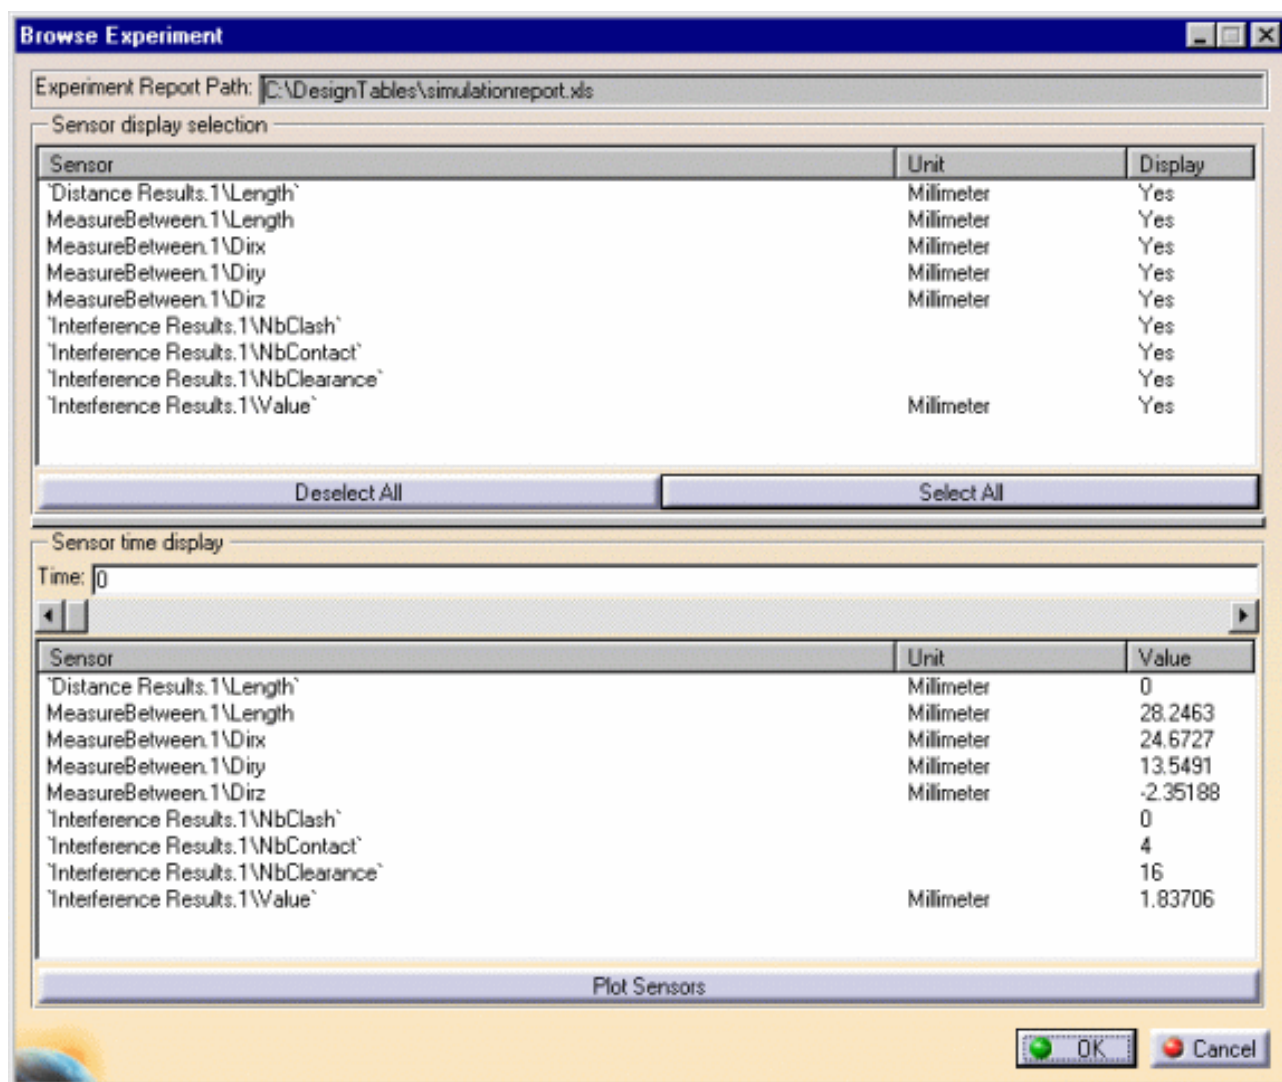 Browse Experiment
Experiment Report Path: C:\DesignTables\simulationreport.xls
Sensor display selection
Sensor Unit Display
`Distance Results.1\Length` Millimeter Yes
MeasureBetween.1\Length Millimeter Yes
MeasureBetween.1\Dirx Millimeter Yes
MeasureBetween.1\Diry Millimeter Yes
MeasureBetween.1\Dirz Millimeter Yes
`Interference Results.1\NbClash` Yes
`Interference Results.1\NbContact` Yes
`Interference Results.1\NbClearance` Yes
`Interference Results.1\Value` Millimeter Yes
Deselect All Select All
Sensor time display
Time: 0
Sensor Unit Value
`Distance Results.1\Length` Millimeter 0
MeasureBetween.1\Length Millimeter 28.2463
MeasureBetween.1\Dirx Millimeter 24.6727
MeasureBetween.1\Diry Millimeter 13.5491
MeasureBetween.1\Dirz Millimeter -2.35188
`Interference Results.1\NbClash` 0
`Interference Results.1\NbContact` 4
`Interference Results.1\NbClearance` 16
`Interference Results.1\Value` Millimeter 1.83706
Plot Sensors
OK Cancel